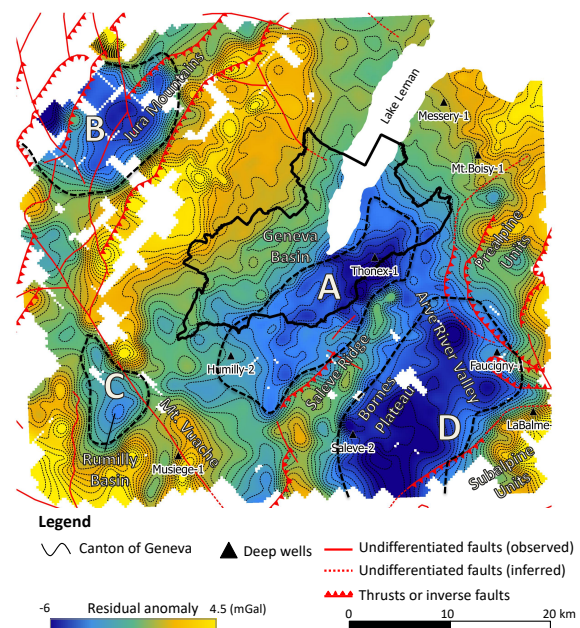 Jura Mountains
B
Lake Leman
Messery-1
Mt.Boisy-1
Geneva
Basin
Predlpine
Units
Thonex-1
A
Arve River Valley
Humilly-2
Saleve Ridge
Faucigny-1
C
Bornes
Plateau
Mt. Vuache
LaBalme-
D
Saleve-2
Rumilly
Basin
Musiege-1
Subalpine
Units
Legend
Canton of Geneva
Deep wells
Undifferentiated faults (observed)
Undifferentiated faults (inferred)
Thrusts or inverse faults
-6 Residual anomaly 4.5 (mGal)
0 10 20 km